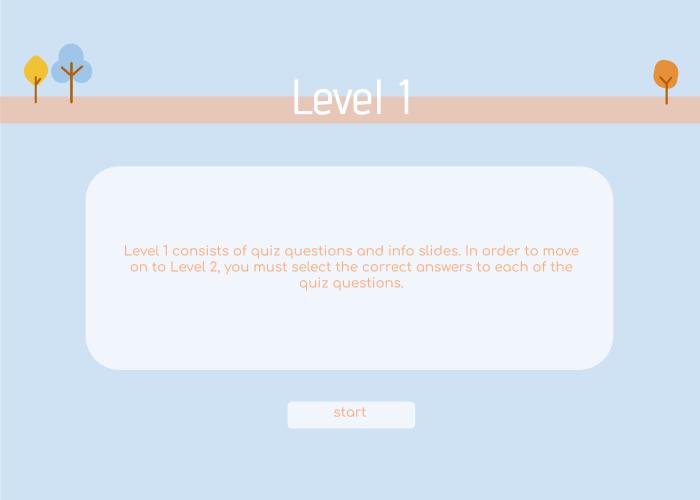 Level 1
Level 1 consists of quiz questions and info slides. In order to move
on to Level 2, you must select the correct answers to each of the
quiz questions.
start